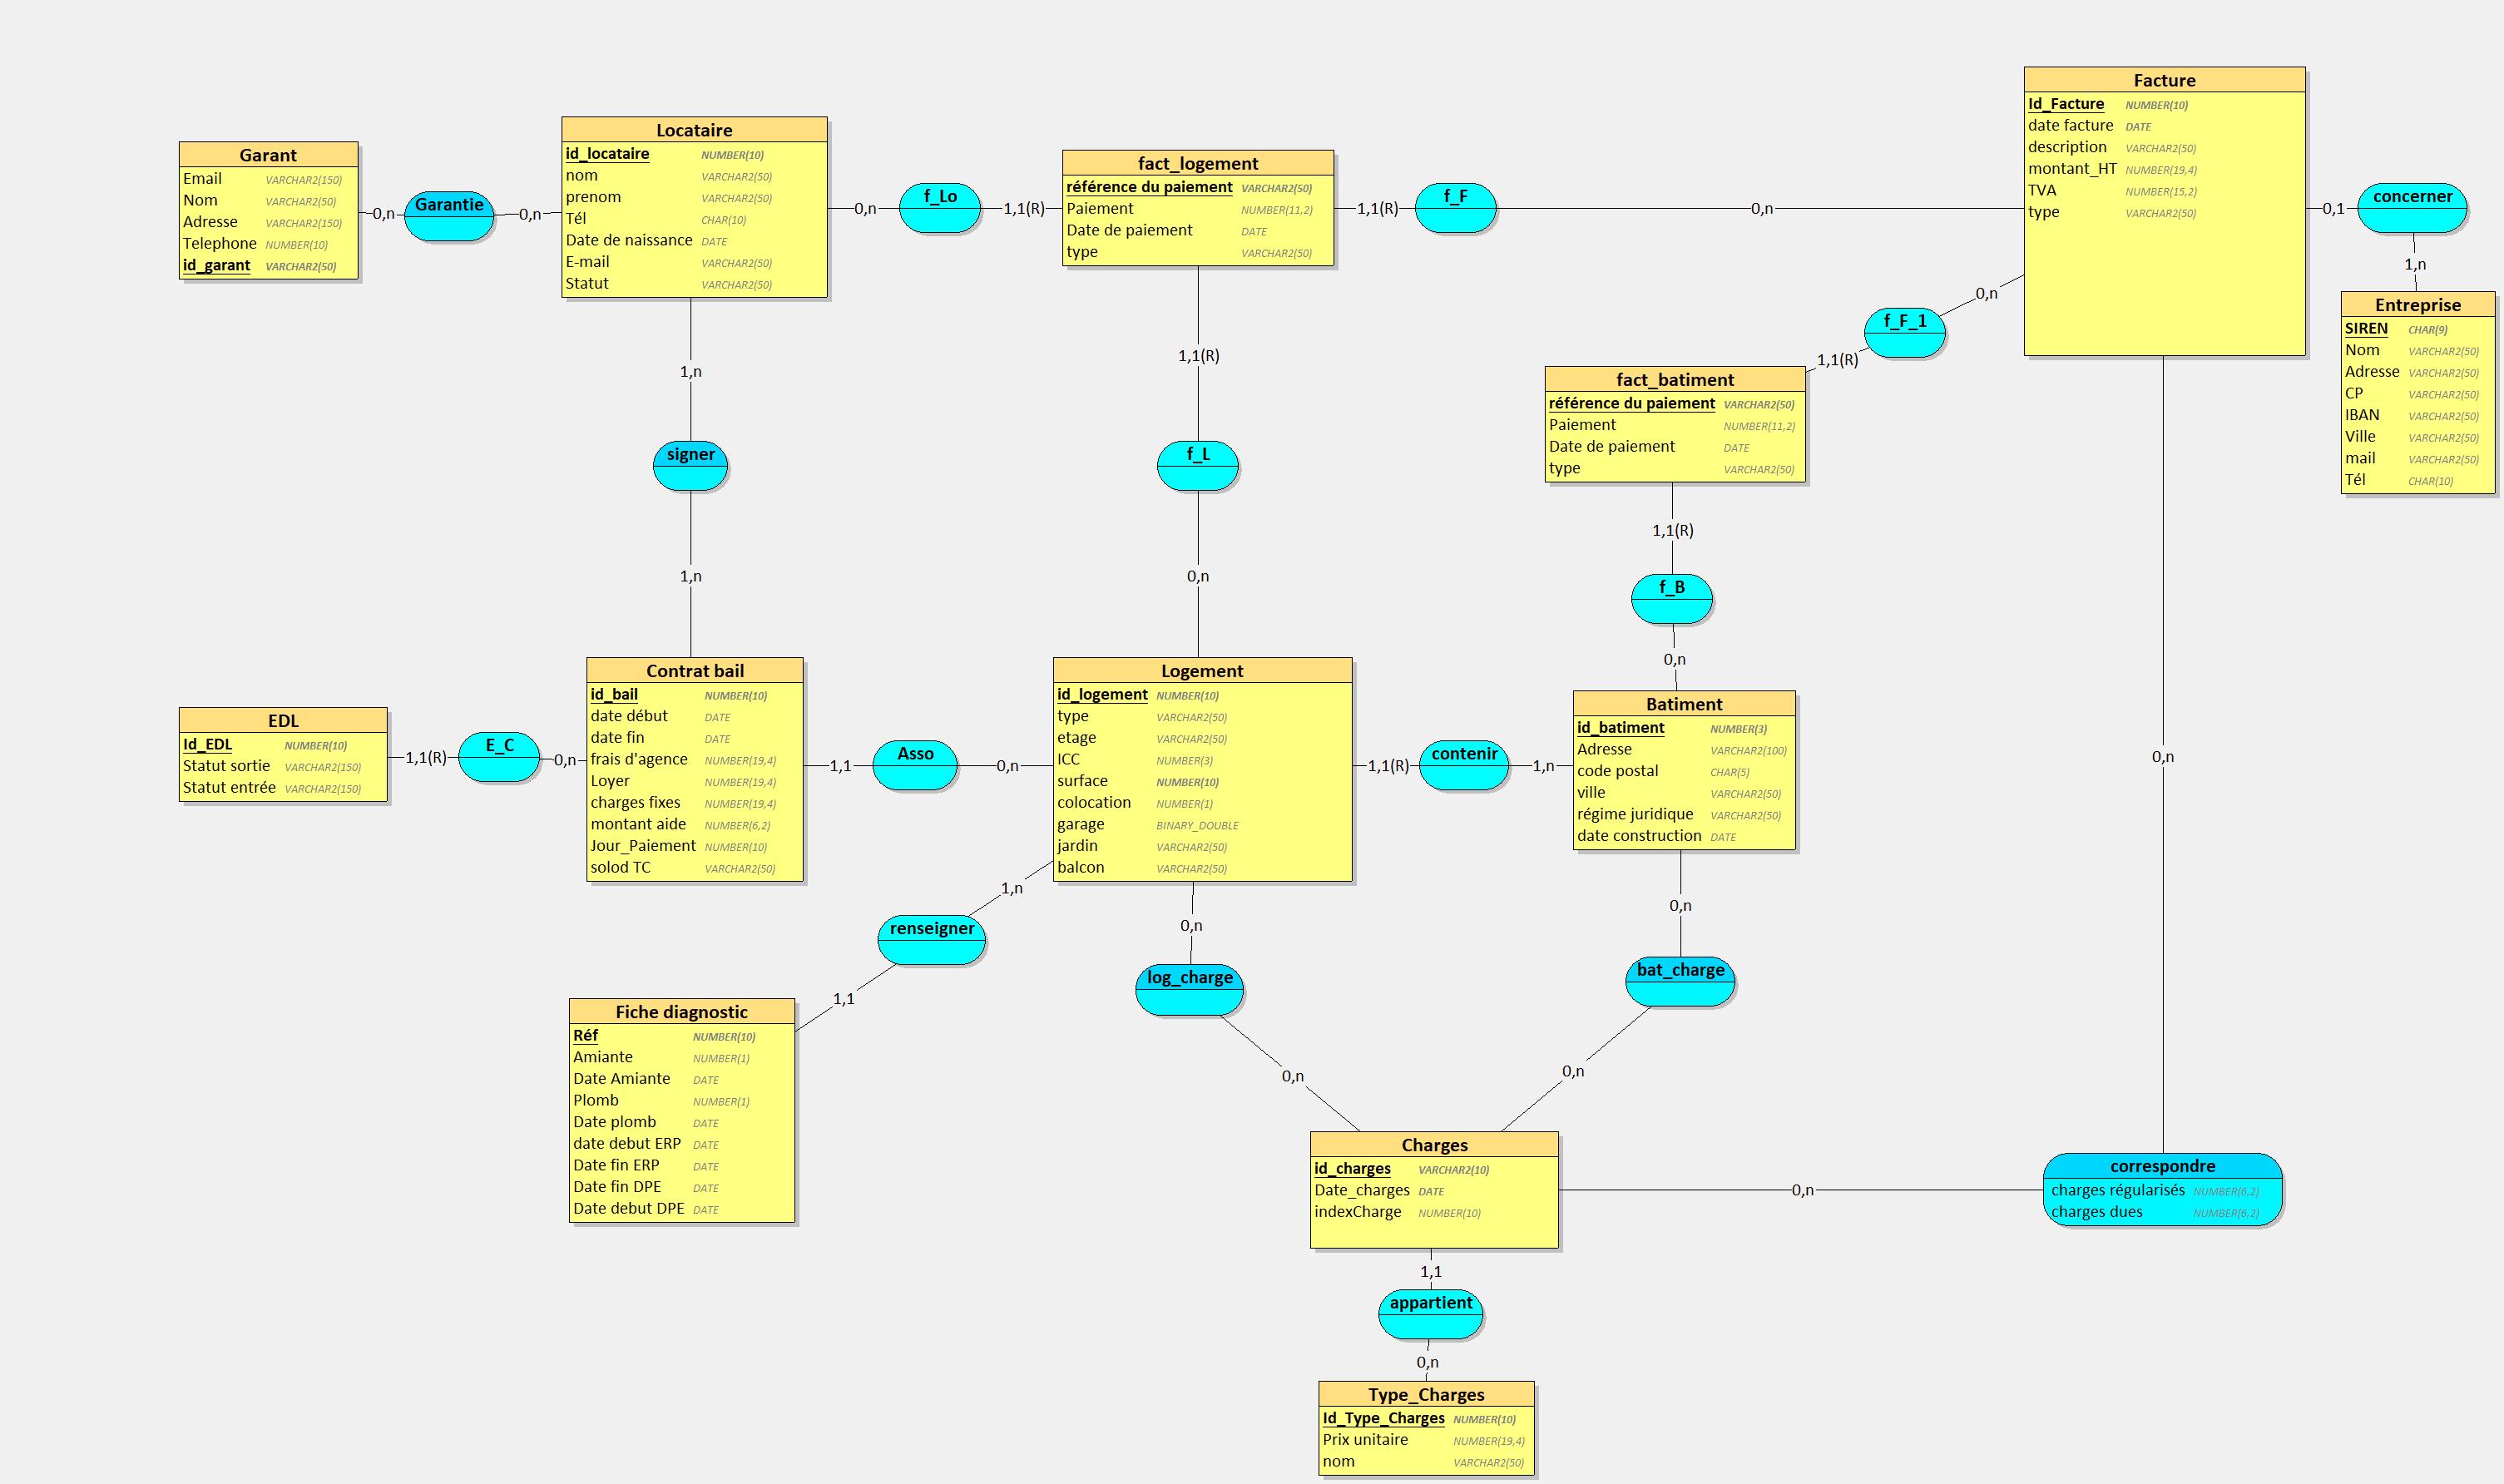 Facture
Id_Facture NUMBER(10)
date facture DATE
description VARCHAR2(50)
montant_HT NUMBER(19,4)
TVA NUMBER(15,2)
type VARCHAR2(50)
Locataire
id_locataire NUMBER(10)
nom VARCHAR2(50)
prenom VARCHAR2(50)
Tél CHAR(10)
Date de naissance DATE
E-mail VARCHAR2(50)
Statut VARCHAR2(50)
Garant
Email VARCHAR2(150)
Nom VARCHAR2(50)
Adresse VARCHAR2(150)
Telephone NUMBER(10)
id_garant VARCHAR2(50)
0,n
Garantie
0,n
0,n
f_Lo
1,1(R)
fact_logement
référence du paiement VARCHAR2(50)
Paiement NUMBER(11,2)
Date de paiement DATE
type VARCHAR2(50)
1,1(R)
f_F
0,n
0,1
concerner
1,n
Entreprise
SIREN CHAR(9)
Nom VARCHAR2(50)
Adresse VARCHAR2(50)
CP VARCHAR2(50)
IBAN VARCHAR2(50)
Ville VARCHAR2(50)
mail VARCHAR2(50)
Tél CHAR(10)
0,n
f_F_1
1,1(R)
fact_batiment
référence du paiement VARCHAR2(50)
Paiement NUMBER(11,2)
Date de paiement DATE
type VARCHAR2(50)
1,n
signer
1,n
1,1(R)
f_L
0,n
1,1(R)
f_B
0,n
Contrat bail
id_bail NUMBER(10)
date début DATE
date fin DATE
frais d'agence NUMBER(19,4)
Loyer NUMBER(19,4)
charges fixes NUMBER(19,4)
montant aide NUMBER(6,2)
Jour_Paiement NUMBER(10)
solod TC VARCHAR2(50)
Logement
id_logement NUMBER(10)
type VARCHAR2(50)
etage VARCHAR2(50)
ICC NUMBER(3)
surface NUMBER(10)
colocation NUMBER(1)
garage BINARY_DOUBLE
jardin VARCHAR2(50)
balcon VARCHAR2(50)
Batiment
id_batiment NUMBER(3)
Adresse VARCHAR2(100)
code postal CHAR(5)
ville VARCHAR2(50)
régime juridique VARCHAR2(50)
date construction DATE
EDL
Id_EDL NUMBER(10)
Statut sortie VARCHAR2(150)
Statut entrée VARCHAR2(150)
1,1(R)
E_C
0,n
1,1
Asso
0,n
1,1(R)
contenir
1,n
0,n
1,n
renseigner
1,1
0,n
log_charge
0,n
0,n
bat_charge
0,n
Fiche diagnostic
Réf NUMBER(10)
Amiante NUMBER(1)
Date Amiante DATE
Plomb NUMBER(1)
Date plomb DATE
date debut ERP DATE
Date fin ERP DATE
Date fin DPE DATE
Date debut DPE DATE
Charges
id_charges VARCHAR2(10)
Date_charges DATE
indexCharge NUMBER(10)
0,n
correspondre
charges régularisés NUMBER(6,2)
charges dues NUMBER(6,2)
1,1
appartient
0,n
Type_Charges
Id_Type_Charges NUMBER(10)
Prix unitaire NUMBER(19,4)
nom VARCHAR2(50)